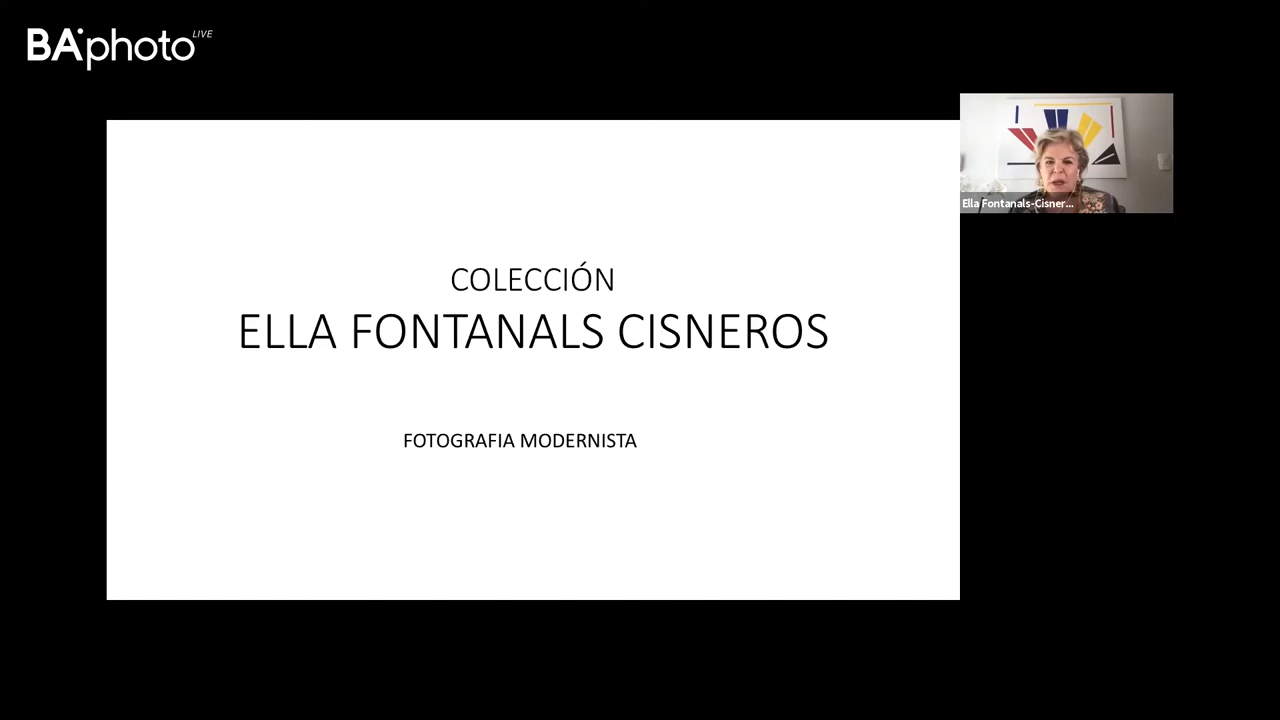 BAphoto LIVE
Ella Fontanals-Cisner...
COLECCIÓN
ELLA FONTANALS CISNEROS
FOTOGRAFIA MODERNISTA